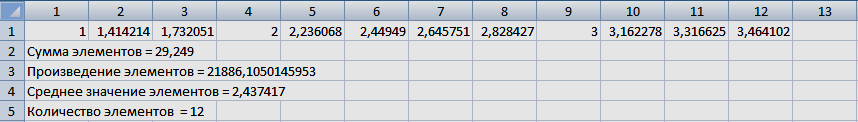 1 2 3 4 5 6 7 8 9 10 11 12 13
1 1 1,414214 1,732051 2 2,236068 2,44949 2,645751 2,828427 3 3,162278 3,316625 3,464102
2 Сумма элементов = 29,249
3 Произведение элементов = 21886,1050145953
4 Среднее значение элементов = 2,437417
5 Количество элементов = 12